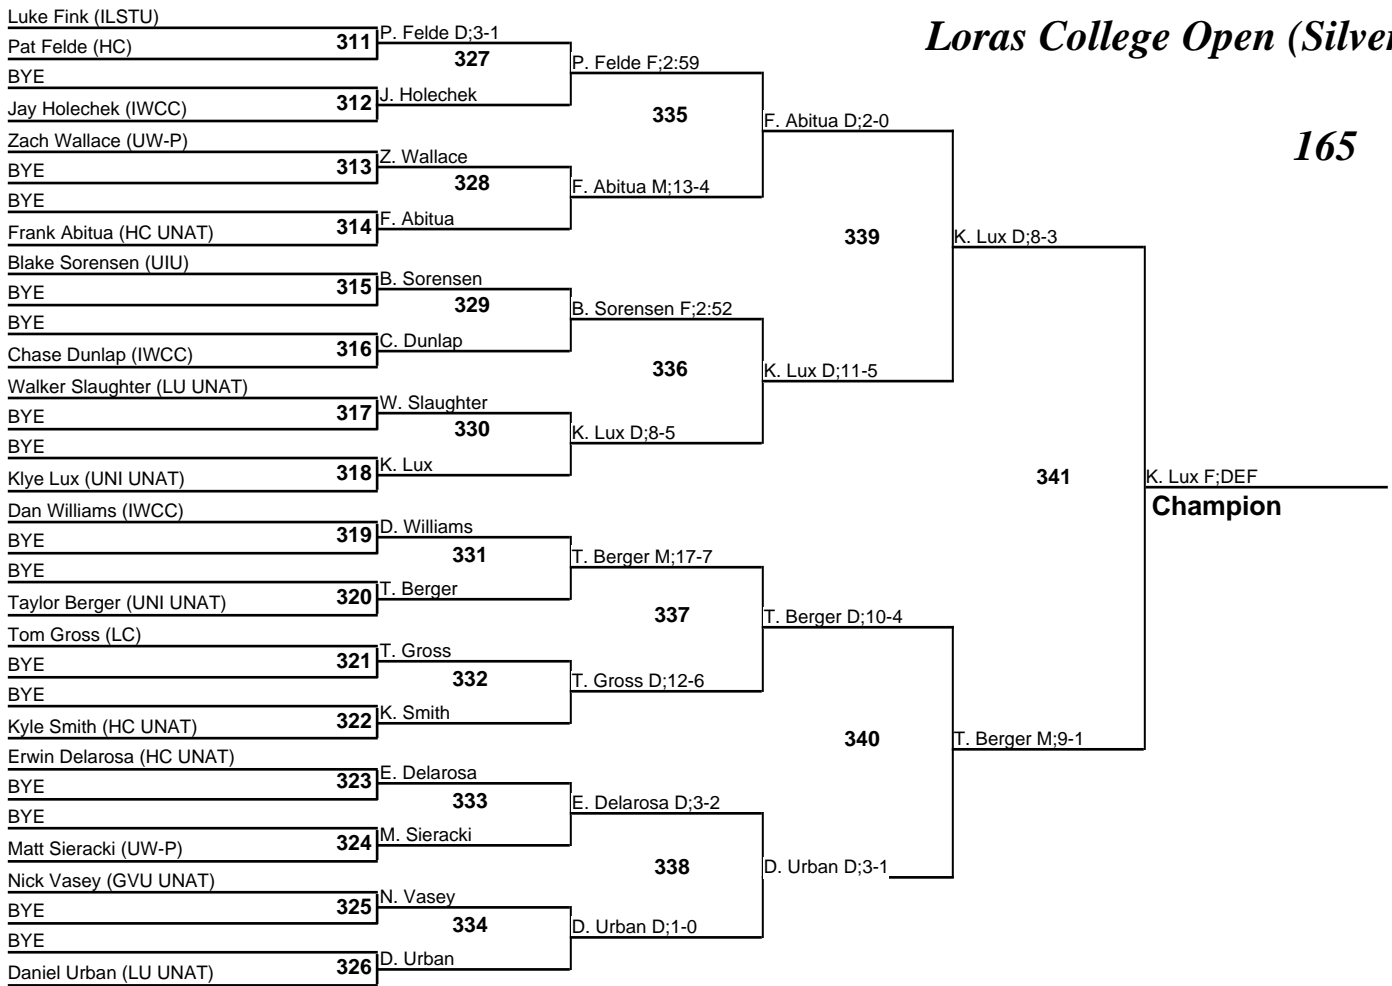 Loras College Open (Silver
165
Luke Fink (ILSTU)
Pat Felde (HC)
BYE
Jay Holechek (IWCC)
Zach Wallace (UW-P)
BYE
BYE
Frank Abitua (HC UNAT)
Blake Sorensen (UIU)
BYE
BYE
Chase Dunlap (IWCC)
Walker Slaughter (LU UNAT)
BYE
BYE
Klye Lux (UNI UNAT)
Dan Williams (IWCC)
BYE
BYE
Taylor Berger (UNI UNAT)
Tom Gross (LC)
BYE
BYE
Kyle Smith (HC UNAT)
Erwin Delarosa (HC UNAT)
BYE
BYE
Matt Sieracki (UW-P)
Nick Vasey (GVU UNAT)
BYE
BYE
Daniel Urban (LU UNAT)
311
312
313
314
315
316
317
318
319
320
321
322
323
324
325
326
P. Felde D;3-1
J. Holechek
Z. Wallace
F. Abitua
B. Sorensen
C. Dunlap
W. Slaughter
K. Lux
D. Williams
T. Berger
T. Gross
K. Smith
E. Delarosa
M. Sieracki
N. Vasey
D. Urban
327
328
329
330
331
332
333
334
P. Felde F;2:59
F. Abitua M;13-4
B. Sorensen F;2:52
K. Lux D;8-5
T. Berger M;17-7
T. Gross D;12-6
E. Delarosa D;3-2
D. Urban D;1-0
335
336
337
338
F. Abitua D;2-0
K. Lux D;11-5
T. Berger D;10-4
D. Urban D;3-1
339
340
K. Lux D;8-3
T. Berger M;9-1
341
K. Lux F;DEF
Champion